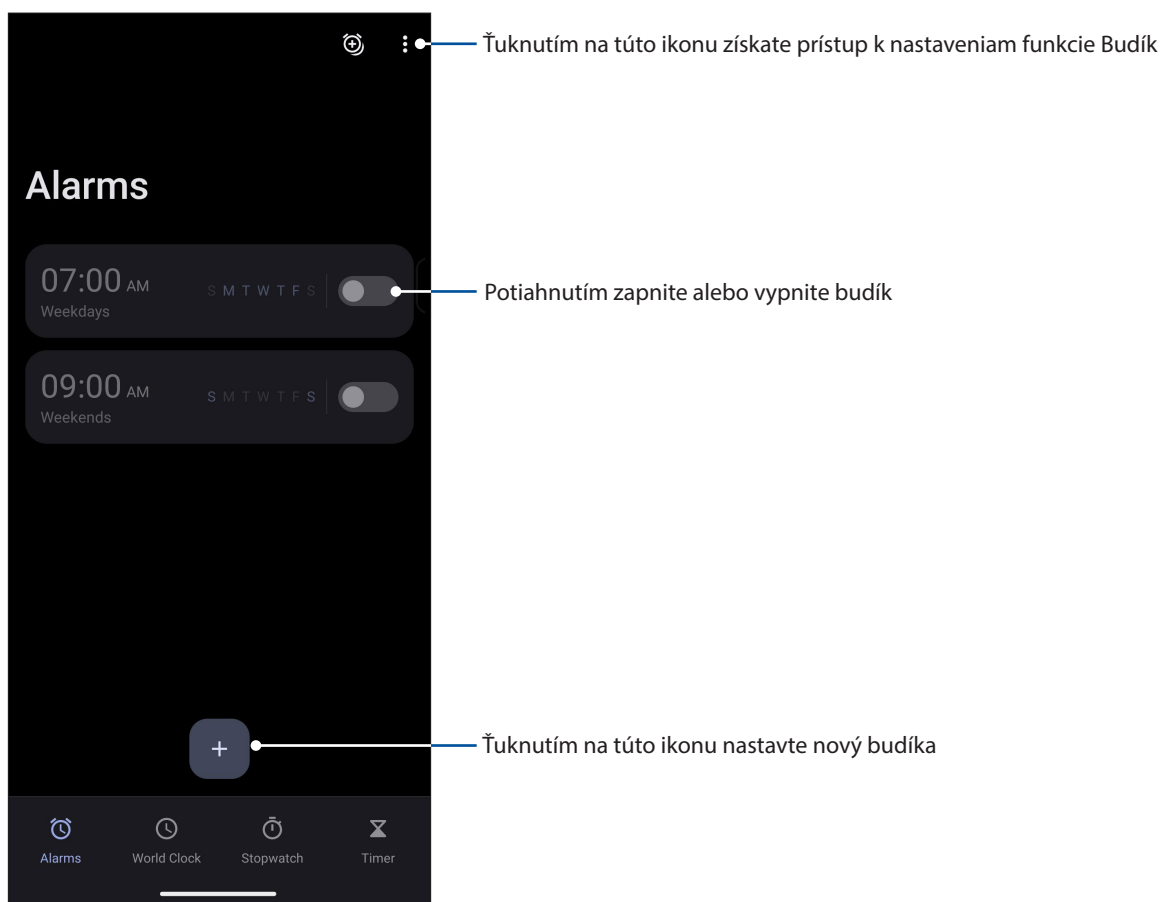 Ťuknutím na túto ikonu získate prístup k nastaveniam funkcie Budík
Alarms
07:00 AM S M T W T F S
Weekdays
Potiahnutím zapnite alebo vypnite budík
09:00 AM S M T W T F S
Weekends
+
Ťuknutím na túto ikonu nastavte nový budíka
Alarms World Clock Stopwatch Timer